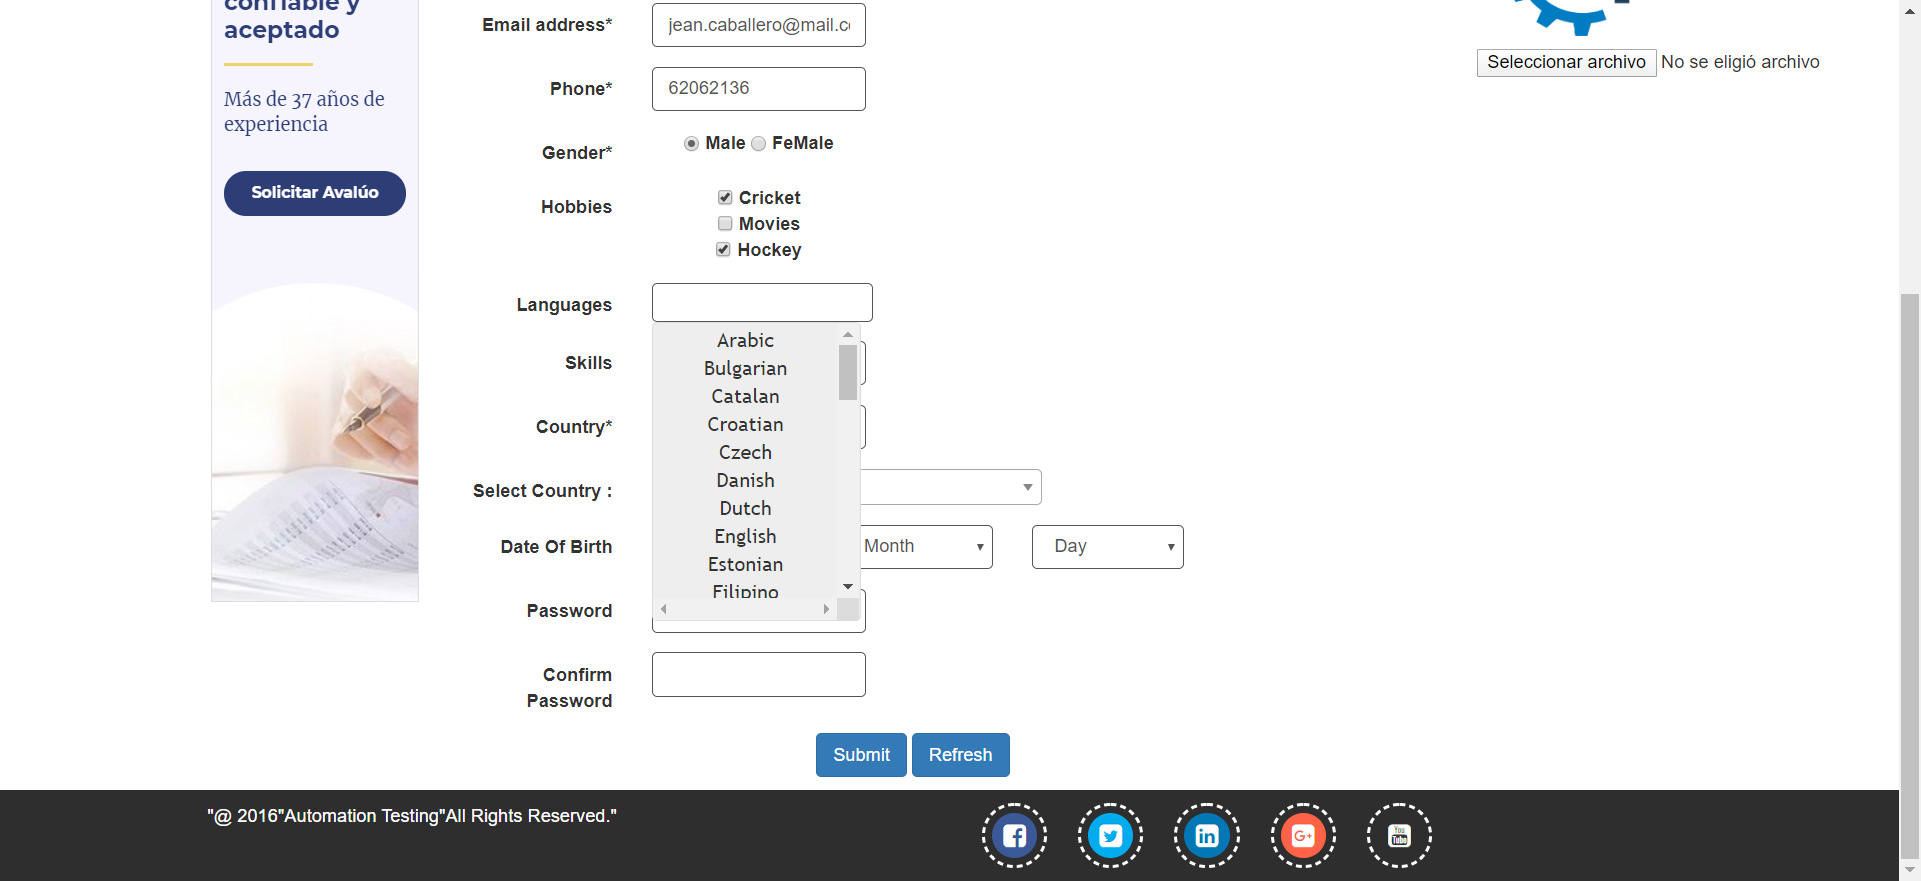 confiable y
aceptado
Más de 37 años de
experiencia
Solicitar Avalúo
Email address*
jean.caballero@mail.c
Phone*
62062136
Gender*
Male
FeMale
Hobbies
Cricket
Movies
Hockey
Languages
Arabic
Bulgarian
Catalan
Croatian
Czech
Danish
Dutch
English
Estonian
Filipino
Skills
Country*
Select Country :
Date Of Birth
Month
Day
Password
Confirm
Password
Submit
Refresh
Seleccionar archivo No se eligió archivo
"@ 2016"Automation Testing"All Rights Reserved."
f
in
G+
You
Tube